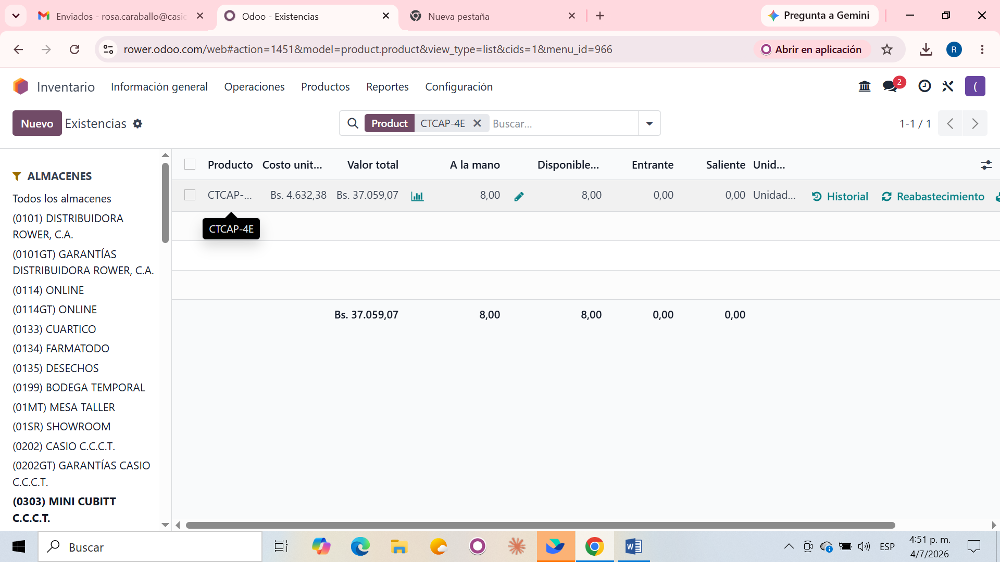 Enviados - rosa.caraballo@casi
Odoo - Existencias
Nueva pestaña
Pregunta a Gemini
rower.odoo.com/web#action=1451&model=product.product&view_type=list&cids=1&menu_id=966
Abrir en aplicación
R
Inventario
Información general
Operaciones
Productos
Reportes
Configuración
2
(
Nuevo
Existencias
Product
CTCAP-4E
Buscar...
1-1 / 1
ALMACENES
Todos los almacenes
(0101) DISTRIBUIDORA
ROWER, C.A.
(0101GT) GARANTÍAS
DISTRIBUIDORA ROWER, C.A.
(0114) ONLINE
(0114GT) ONLINE
(0133) CUARTICO
(0134) FARMATODO
(0135) DESECHOS
(0199) BODEGA TEMPORAL
(01MT) MESA TALLER
(01SR) SHOWROOM
(0202) CASIO C.C.C.T.
(0202GT) GARANTÍAS CASIO
C.C.C.T.
(0303) MINI CUBITT
C.C.C.T.
Producto Costo unit... Valor total A la mano Disponible... Entrante Saliente Unid...
CTCAP-... Bs. 4.632,38 Bs. 37.059,07 8,00 8,00 0,00 0,00 Unidad... Historial Reabastecimiento
CTCAP-4E
Bs. 37.059,07 8,00 8,00 0,00 0,00
Buscar
ESP
4:51 p. m.
4/7/2026